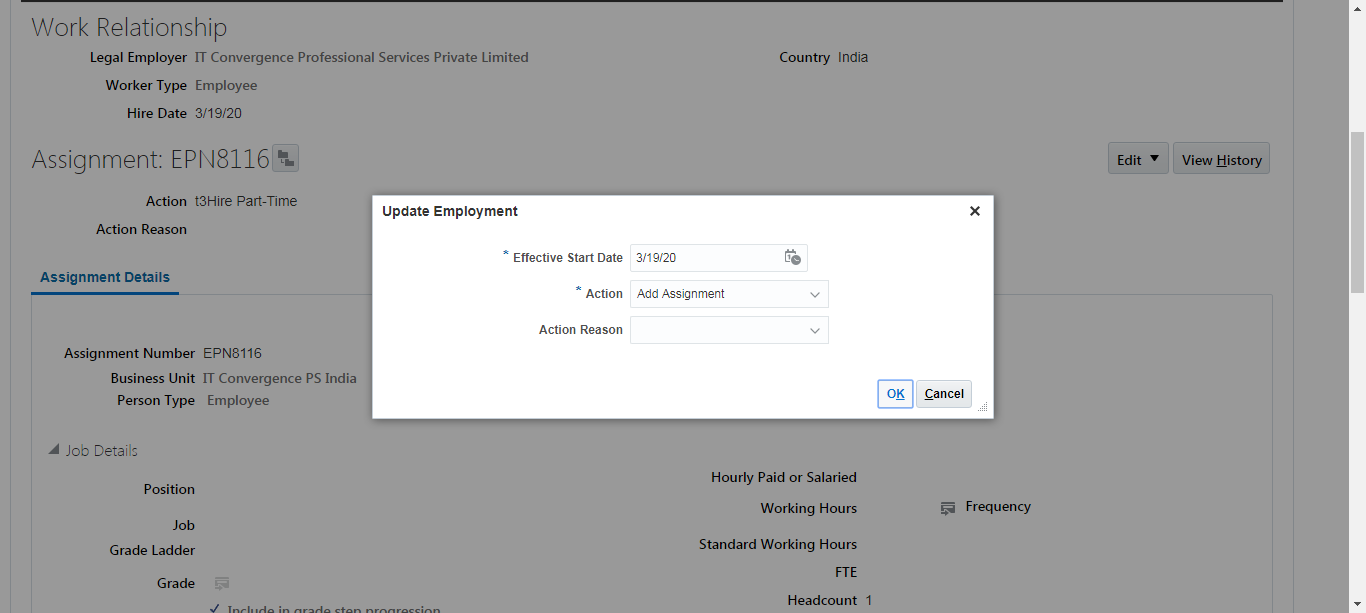 Work Relationship
Legal Employer IT Convergence Professional Services Private Limited
Country India
Worker Type Employee
Hire Date 3/19/20
Assignment: EPN8116
Edit
View History
Action t3Hire Part-Time
Action Reason
Update Employment
* Effective Start Date 3/19/20
* Action Add Assignment
Action Reason
OK Cancel
Assignment Details
Assignment Number EPN8116
Business Unit IT Convergence PS India
Person Type Employee
Job Details
Position
Job
Grade Ladder
Grade
Include in grade step progression
Hourly Paid or Salaried
Working Hours
Frequency
Standard Working Hours
FTE
Headcount 1